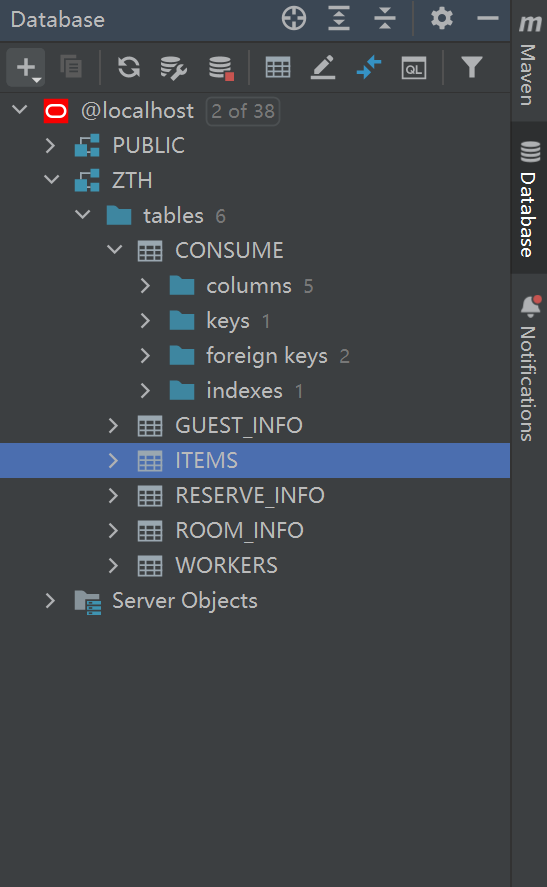 Database
QL
@localhost 2 of 38
PUBLIC
ZTH
tables 6
CONSUME
columns 5
keys 1
foreign keys 2
indexes 1
GUEST_INFO
ITEMS
RESERVE_INFO
ROOM_INFO
WORKERS
Server Objects
m
Maven
Database
Notifications